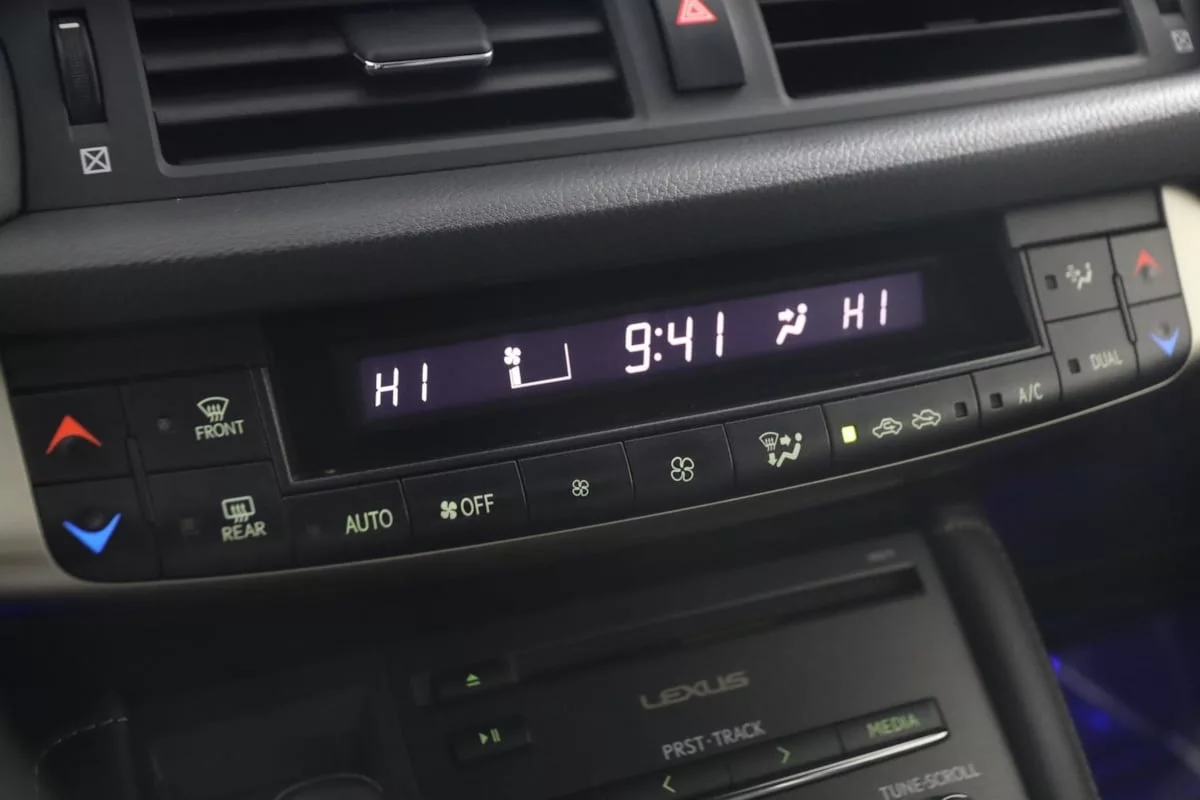 HI 9:41 HI
FRONT
REAR
AUTO
OFF
A/C
DUAL
LEXUS
PRST·TRACK
MEDIA
TUNE·SCROLL